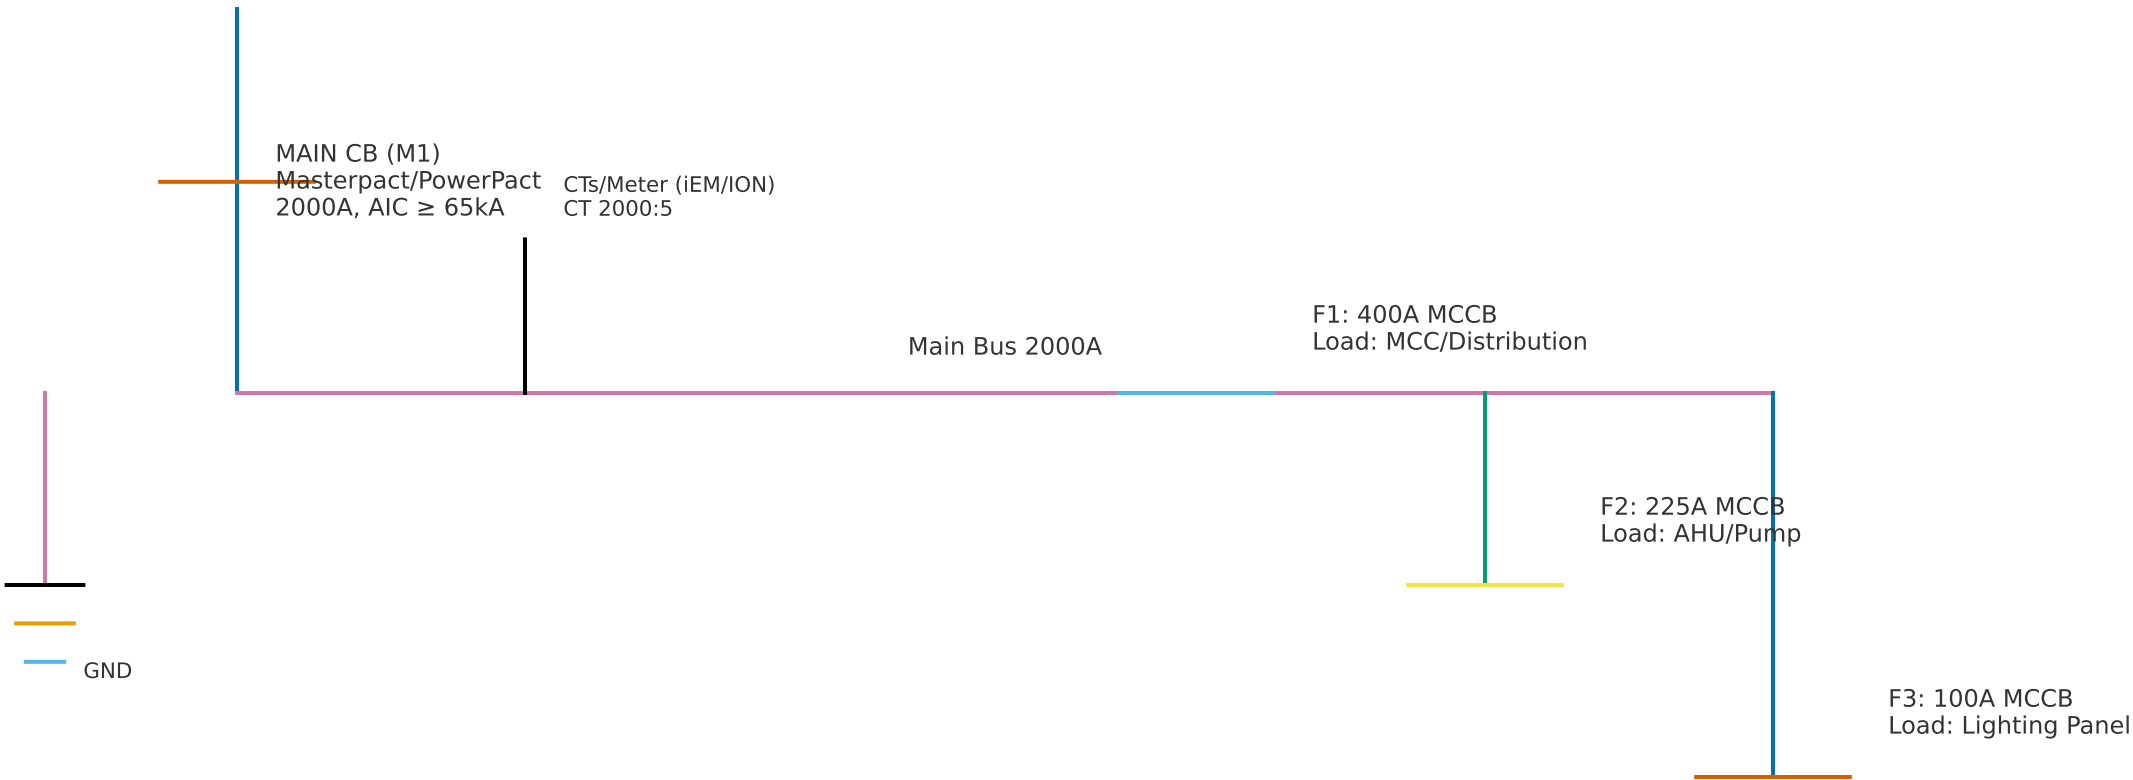 MAIN CB (M1)
Masterpact/PowerPact
2000A, AIC ≥ 65kA
CTs/Meter (iEM/ION)
CT 2000:5
Main Bus 2000A
F1: 400A MCCB
Load: MCC/Distribution
F2: 225A MCCB
Load: AHU/Pump
GND
F3: 100A MCCB
Load: Lighting Panel